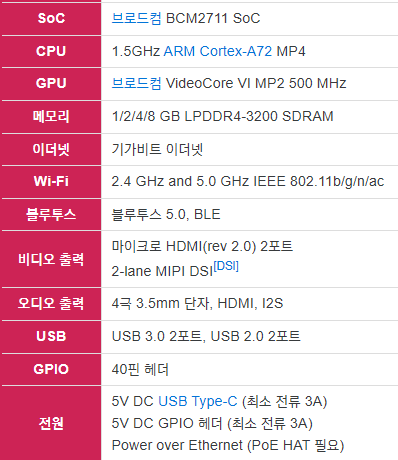 SoC 브로드컴 BCM2711 SoC
CPU 1.5GHz ARM Cortex-A72 MP4
GPU 브로드컴 VideoCore VI MP2 500 MHz
메모리 1/2/4/8 GB LPDDR4-3200 SDRAM
이더넷 기가비트 이더넷
Wi-Fi 2.4 GHz and 5.0 GHz IEEE 802.11b/g/n/ac
블루투스 블루투스 5.0, BLE
비디오 출력 마이크로 HDMI(rev 2.0) 2포트
2-lane MIPI DSI[DSI]
오디오 출력 4극 3.5mm 단자, HDMI, I2S
USB USB 3.0 2포트, USB 2.0 2포트
GPIO 40핀 헤더
전원 5V DC USB Type-C (최소 전류 3A)
5V DC GPIO 헤더 (최소 전류 3A)
Power over Ethernet (PoE HAT 필요)